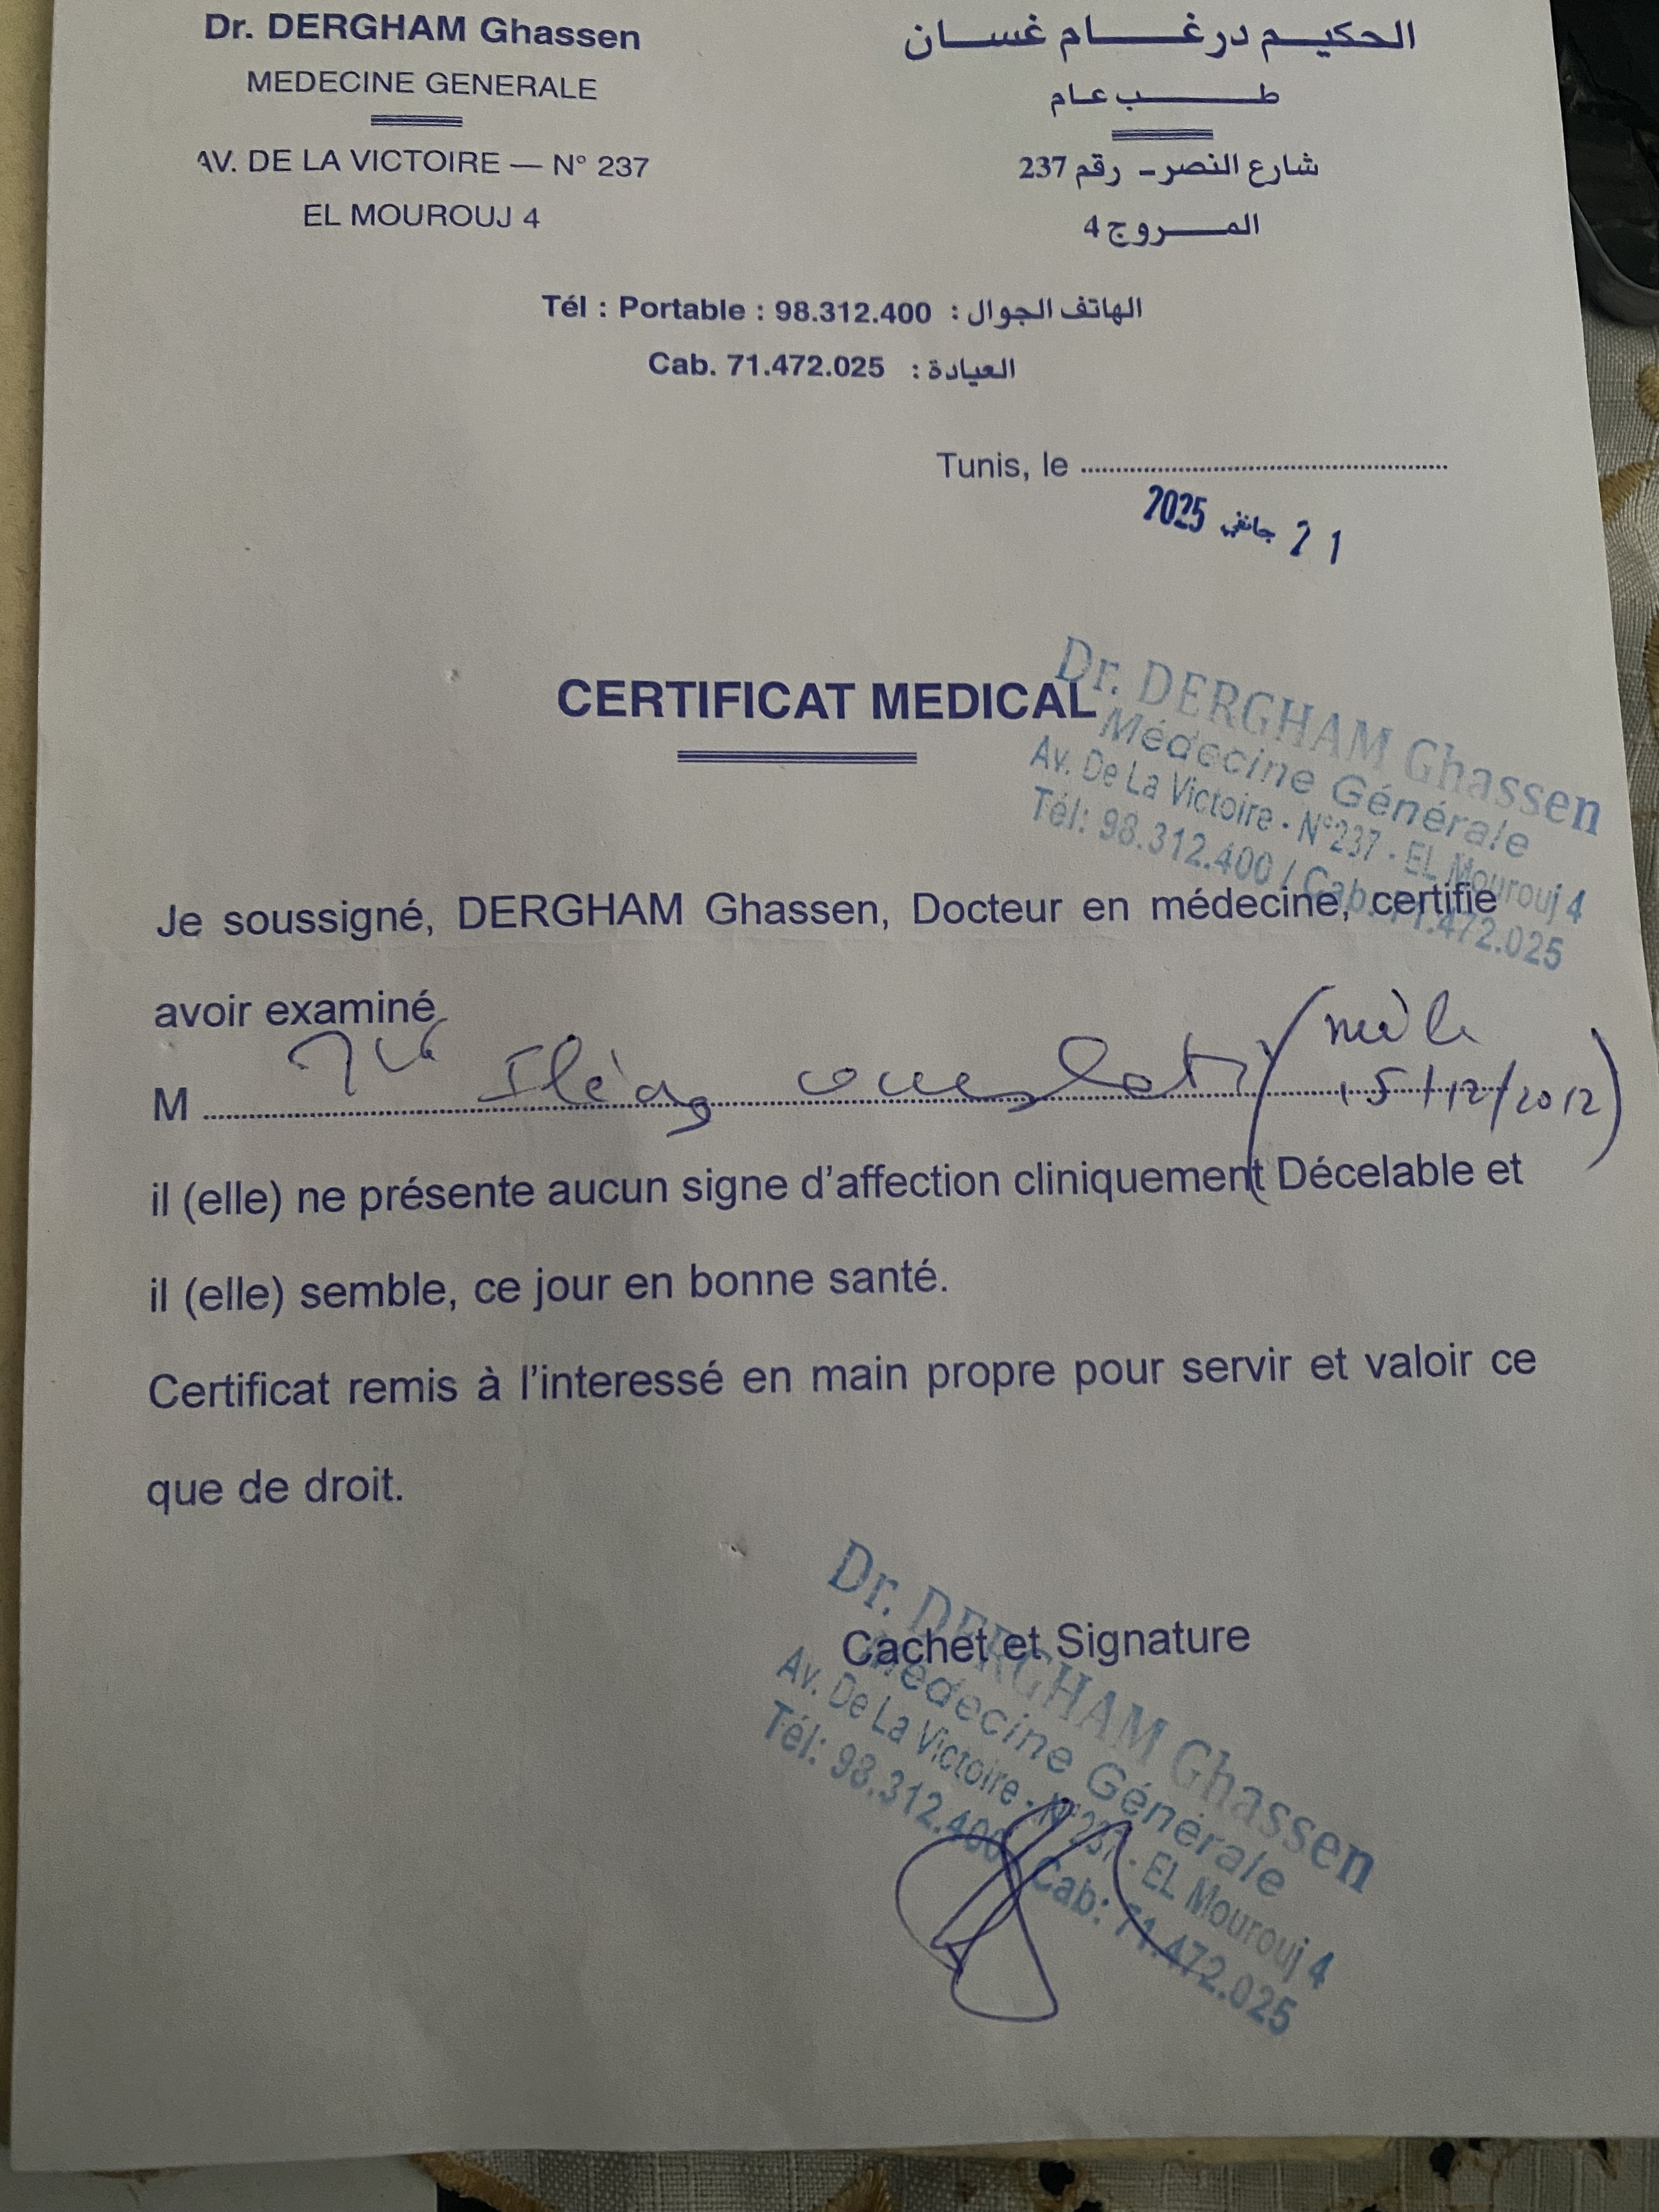 Dr. DERGHAM Ghassen
MEDECINE GENERALE
AV. DE LA VICTOIRE — N° 237
EL MOUROUJ 4
الحكيم درغام غسان
طب عام
شارع النصر - رقم 237
المروج 4
Tél : Portable : 98.312.400 : الهاتف الجوال
Cab. 71.472.025 : العيادة
Tunis, le
21 جانفي 2025
CERTIFICAT MEDICAL
Dr. DERGHAM Ghassen
Médecine Générale
Av. De La Victoire - N°237 - EL Mourouj 4
Tél: 98.312.400 / Cab: 71.472.025
Je soussigné, DERGHAM Ghassen, Docteur en médecine, certifie
avoir examiné
M
15/12/2012)
il (elle) ne présente aucun signe d'affection cliniquement Décelable et
il (elle) semble, ce jour en bonne santé.
Certificat remis à l'interessé en main propre pour servir et valoir ce
que de droit.
Cachet et Signature
Dr. DERGHAM Ghassen
Médecine Générale
Av. De La Victoire - N°237 - EL Mourouj 4
Tél: 98.312.400 / Cab: 71.472.025